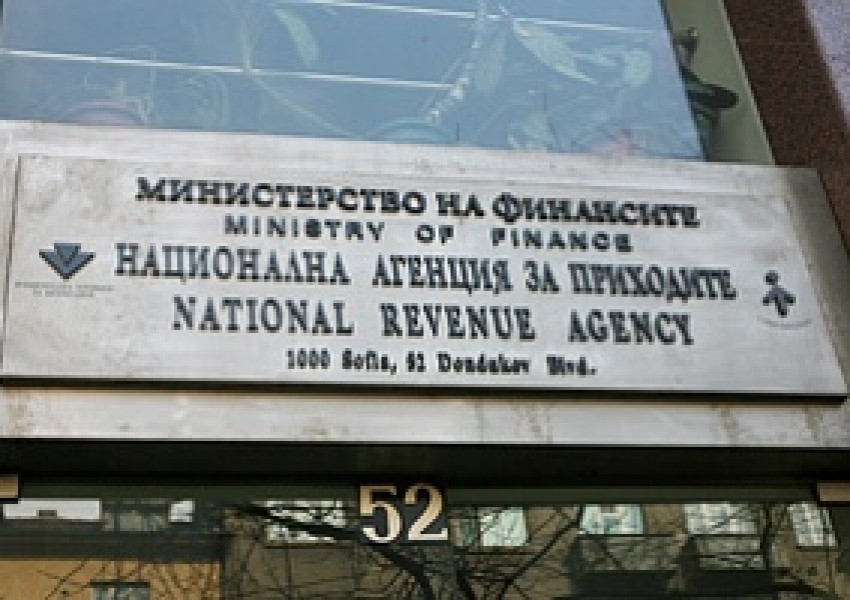 МИНИСТЕРСТВО НА ФИНАНСИТЕ
MINISTRY OF FINANCE
НАЦИОНАЛНА АГЕНЦИЯ ЗА ПРИХОДИТЕ
NATIONAL REVENUE AGENCY
1000 Sofia, 52 Dondukov Blvd.
52